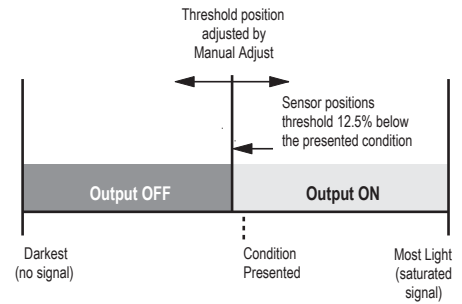 Threshold position
adjusted by
Manual Adjust
Sensor positions
threshold 12.5% below
the presented condition
Output OFF
Output ON
Darkest
(no signal)
Condition
Presented
Most Light
(saturated
signal)